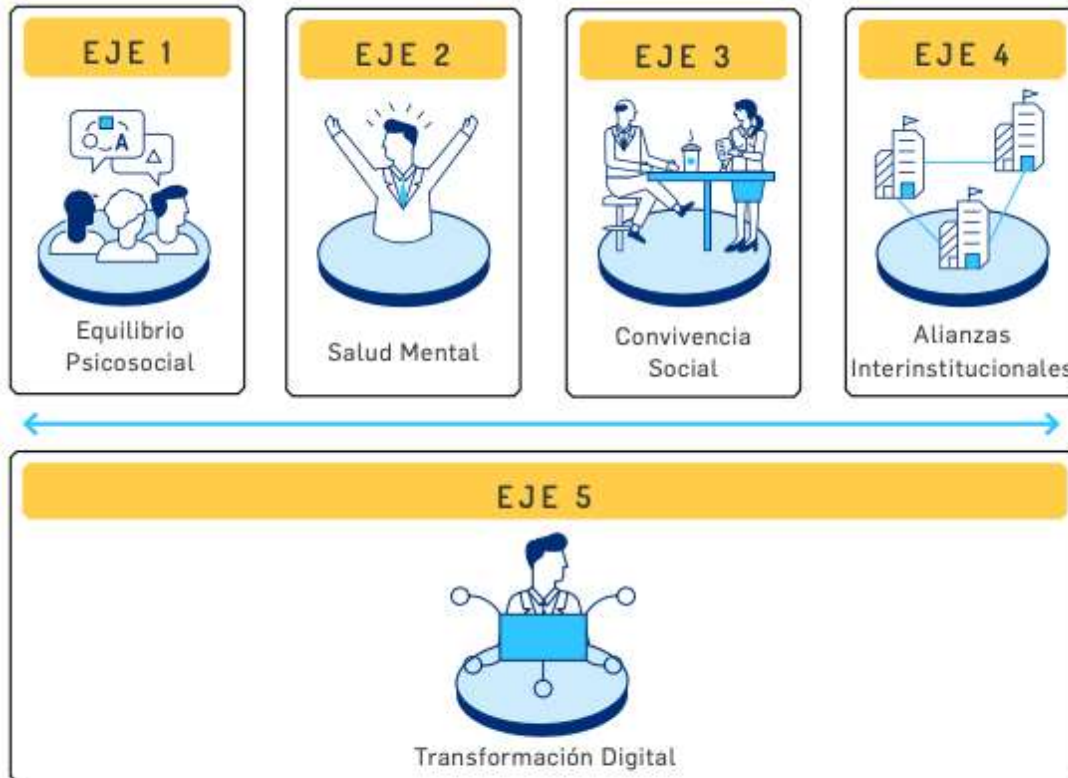 EJE 1
EJE 2
EJE 3
EJE 4
A
Equilibrio
Psicosocial
Salud Mental
Convivencia
Social
Alianzas
Interinstitucionales
EJE 5
Transformación Digital